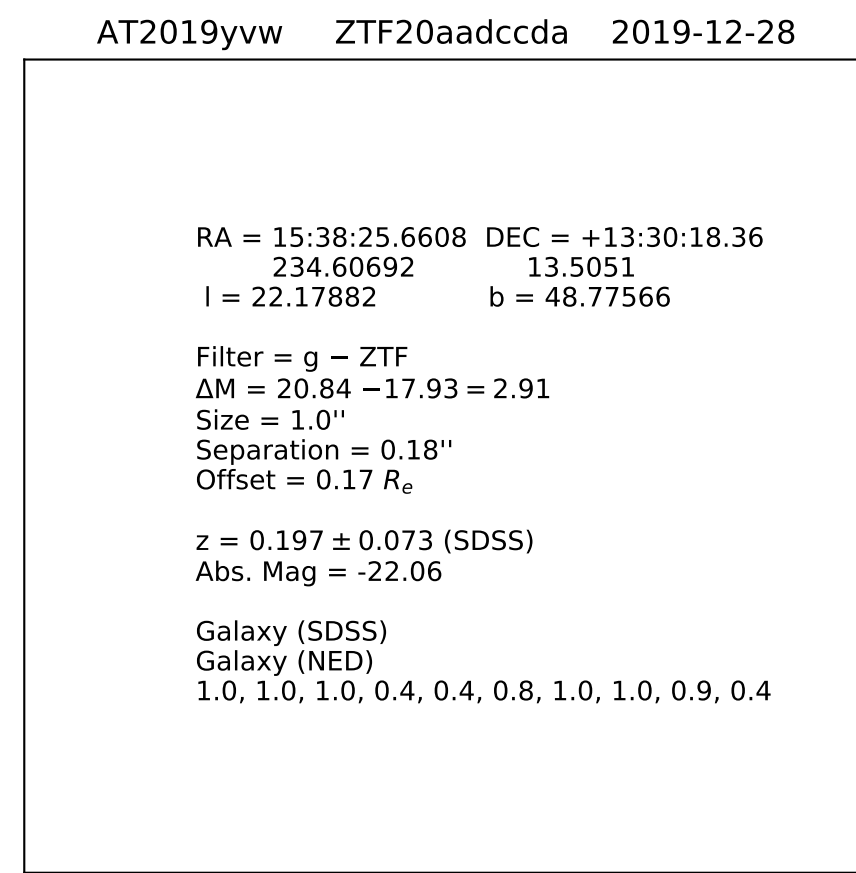 AT2019yvw ZTF20aadccda 2019-12-28
RA = 15:38:25.6608 DEC = +13:30:18.36
234.60692 13.5051
l = 22.17882 b = 48.77566
Filter = g − ZTF
ΔM = 20.84 −17.93 = 2.91
Size = 1.0''
Separation = 0.18''
Offset = 0.17 Rₑ
z = 0.197 ± 0.073 (SDSS)
Abs. Mag = -22.06
Galaxy (SDSS)
Galaxy (NED)
1.0, 1.0, 1.0, 0.4, 0.4, 0.8, 1.0, 1.0, 0.9, 0.4